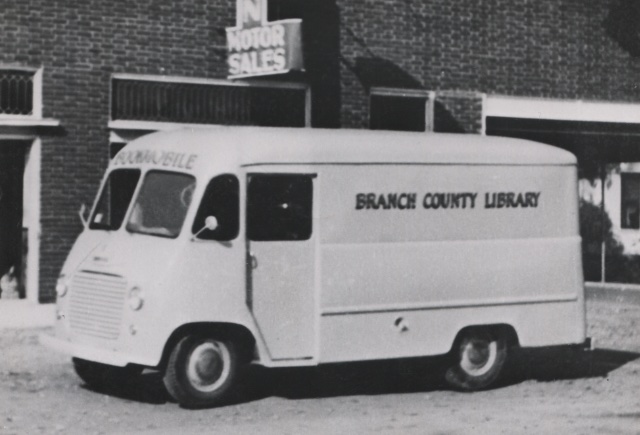 MOTOR
SALES
BOOKMOBILE
BRANCH COUNTY LIBRARY